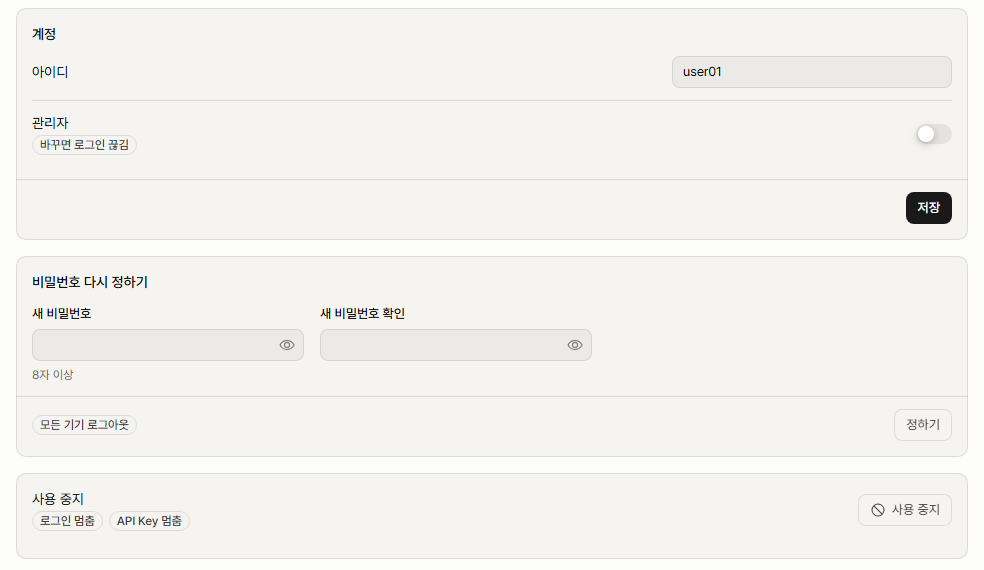 계정
아이디
user01
관리자
바꾸면 로그인 끊김
저장
비밀번호 다시 정하기
새 비밀번호
새 비밀번호 확인
8자 이상
모든 기기 로그아웃
정하기
사용 중지
로그인 멈춤
API Key 멈춤
사용 중지